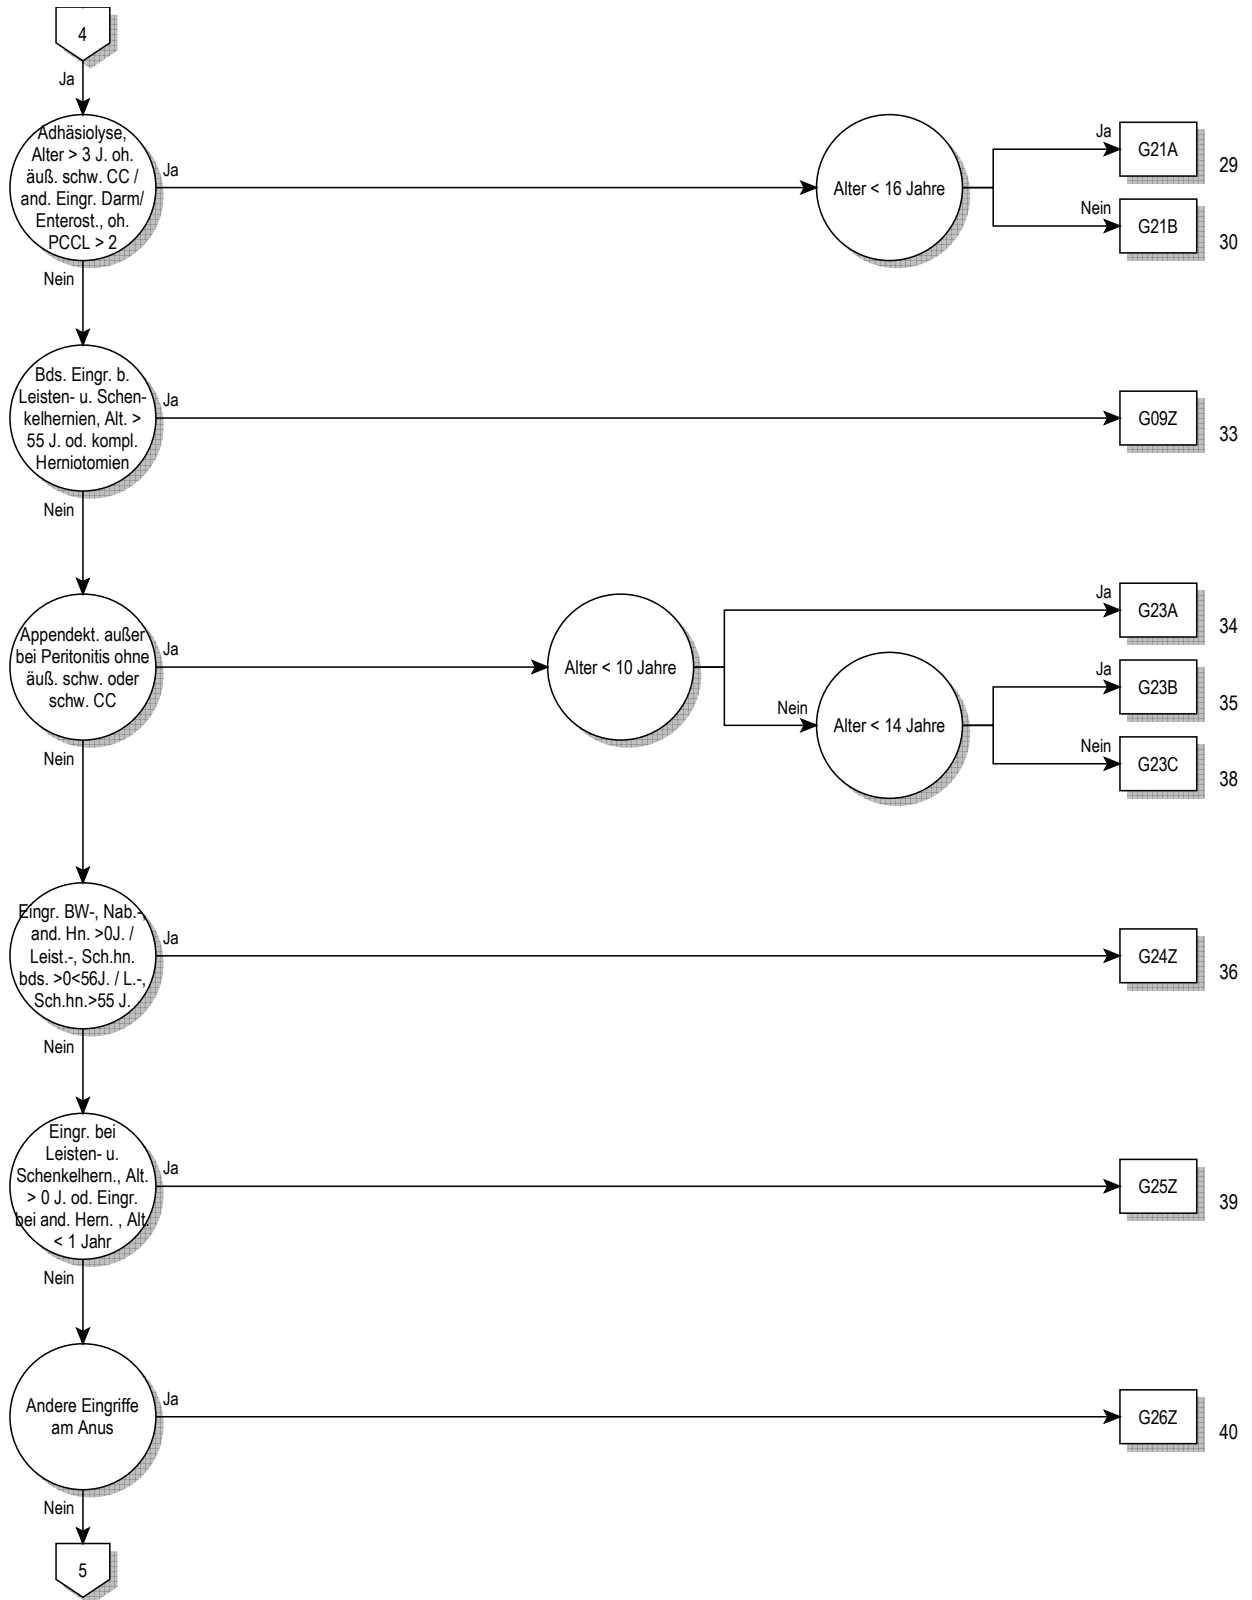 4
Ja
Adhäsiolyse,
Alter > 3 J. oh.
äuß. schw. CC /
and. Eingr. Darm/
Enterost., oh.
PCCL > 2
Ja
Alter < 16 Jahre
Ja
G21A
29
Nein
G21B
30
Nein
Bds. Eingr. b.
Leisten- u. Schen-
kelhernien, Alt. >
55 J. od. kompl.
Herniotomien
Ja
G09Z
33
Nein
Appendekt. außer
bei Peritonitis ohne
äuß. schw. oder
schw. CC
Ja
Alter < 10 Jahre
Ja
G23A
34
Nein
Alter < 14 Jahre
Ja
G23B
35
Nein
G23C
38
Nein
Eingr. BW-, Nab.-,
and. Hn. >0J. /
Leist.-, Sch.hn.
bds. >0<56J. / L.-,
Sch.hn.>55 J.
Ja
G24Z
36
Nein
Eingr. bei
Leisten- u.
Schenkelhern., Alt.
> 0 J. od. Eingr.
bei and. Hern. , Alt.
< 1 Jahr
Ja
G25Z
39
Nein
Andere Eingriffe
am Anus
Ja
G26Z
40
Nein
5